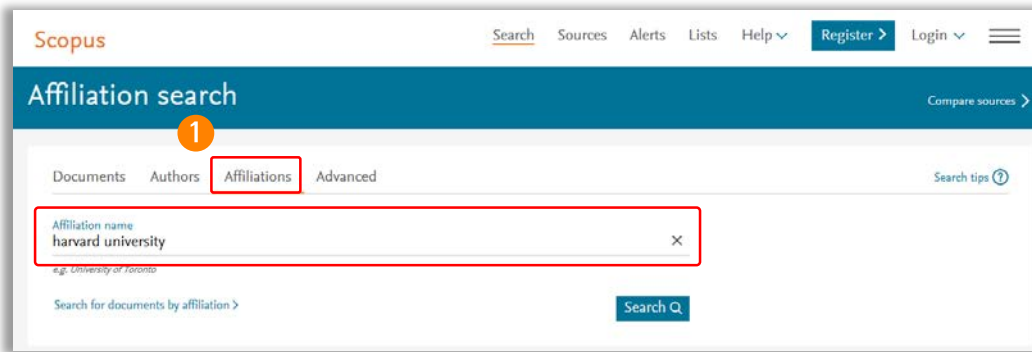 Scopus
Search Sources Alerts Lists Help Register > Login
Affiliation search
Compare sources >
1
Documents Authors Affiliations Advanced
Search tips ?
Affiliation name
harvard university
e.g. University of Toronto
Search for documents by affiliation >
Search